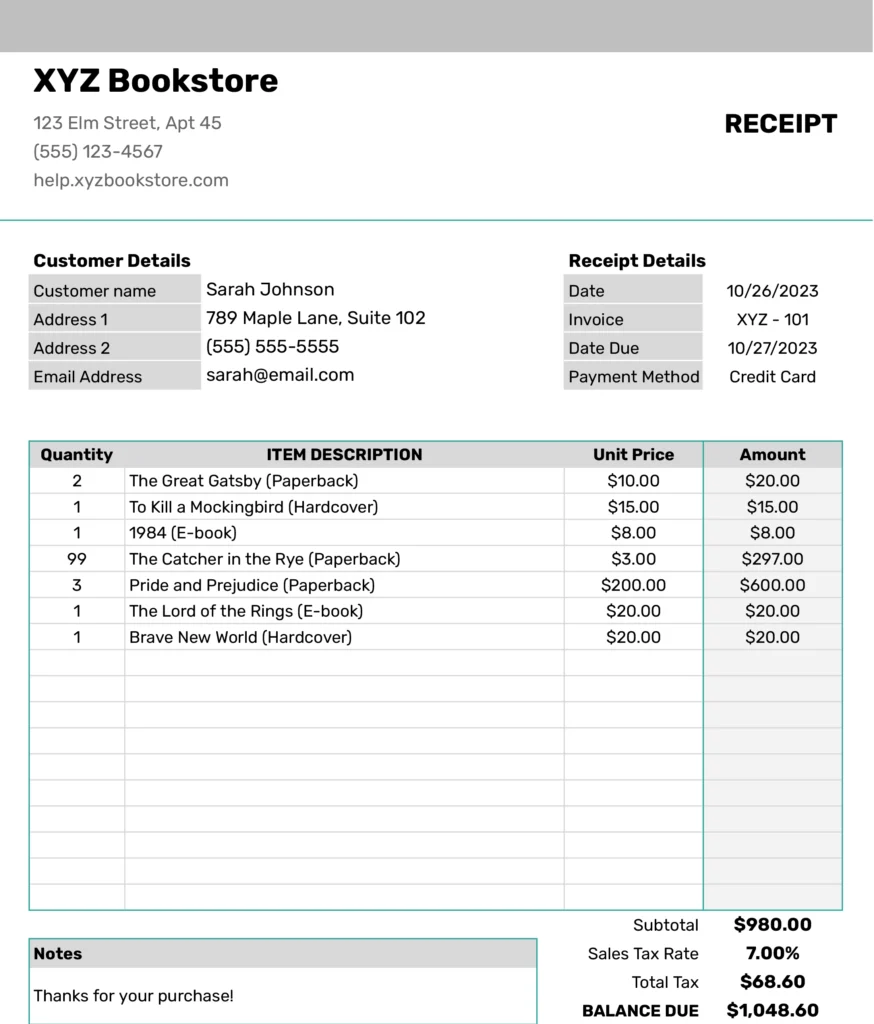 XYZ Bookstore
123 Elm Street, Apt 45
RECEIPT
(555) 123-4567
help.xyzbookstore.com
Customer Details
Customer name Sarah Johnson
Address 1 789 Maple Lane, Suite 102
Address 2 (555) 555-5555
Email Address sarah@email.com
Receipt Details
Date 10/26/2023
Invoice XYZ - 101
Date Due 10/27/2023
Payment Method Credit Card
Quantity ITEM DESCRIPTION Unit Price Amount
2 The Great Gatsby (Paperback) $10.00 $20.00
1 To Kill a Mockingbird (Hardcover) $15.00 $15.00
1 1984 (E-book) $8.00 $8.00
99 The Catcher in the Rye (Paperback) $3.00 $297.00
3 Pride and Prejudice (Paperback) $200.00 $600.00
1 The Lord of the Rings (E-book) $20.00 $20.00
1 Brave New World (Hardcover) $20.00 $20.00
Subtotal $980.00
Sales Tax Rate 7.00%
Total Tax $68.60
BALANCE DUE $1,048.60
Notes
Thanks for your purchase!